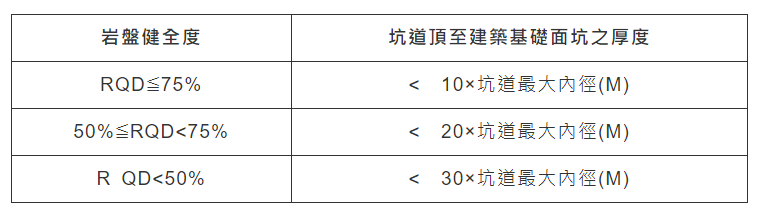 岩盤健全度 坑道頂至建築基礎面坑之厚度
RQD≦75% < 10×坑道最大內徑(M)
50%≦RQD<75% < 20×坑道最大內徑(M)
R QD<50% < 30×坑道最大內徑(M)